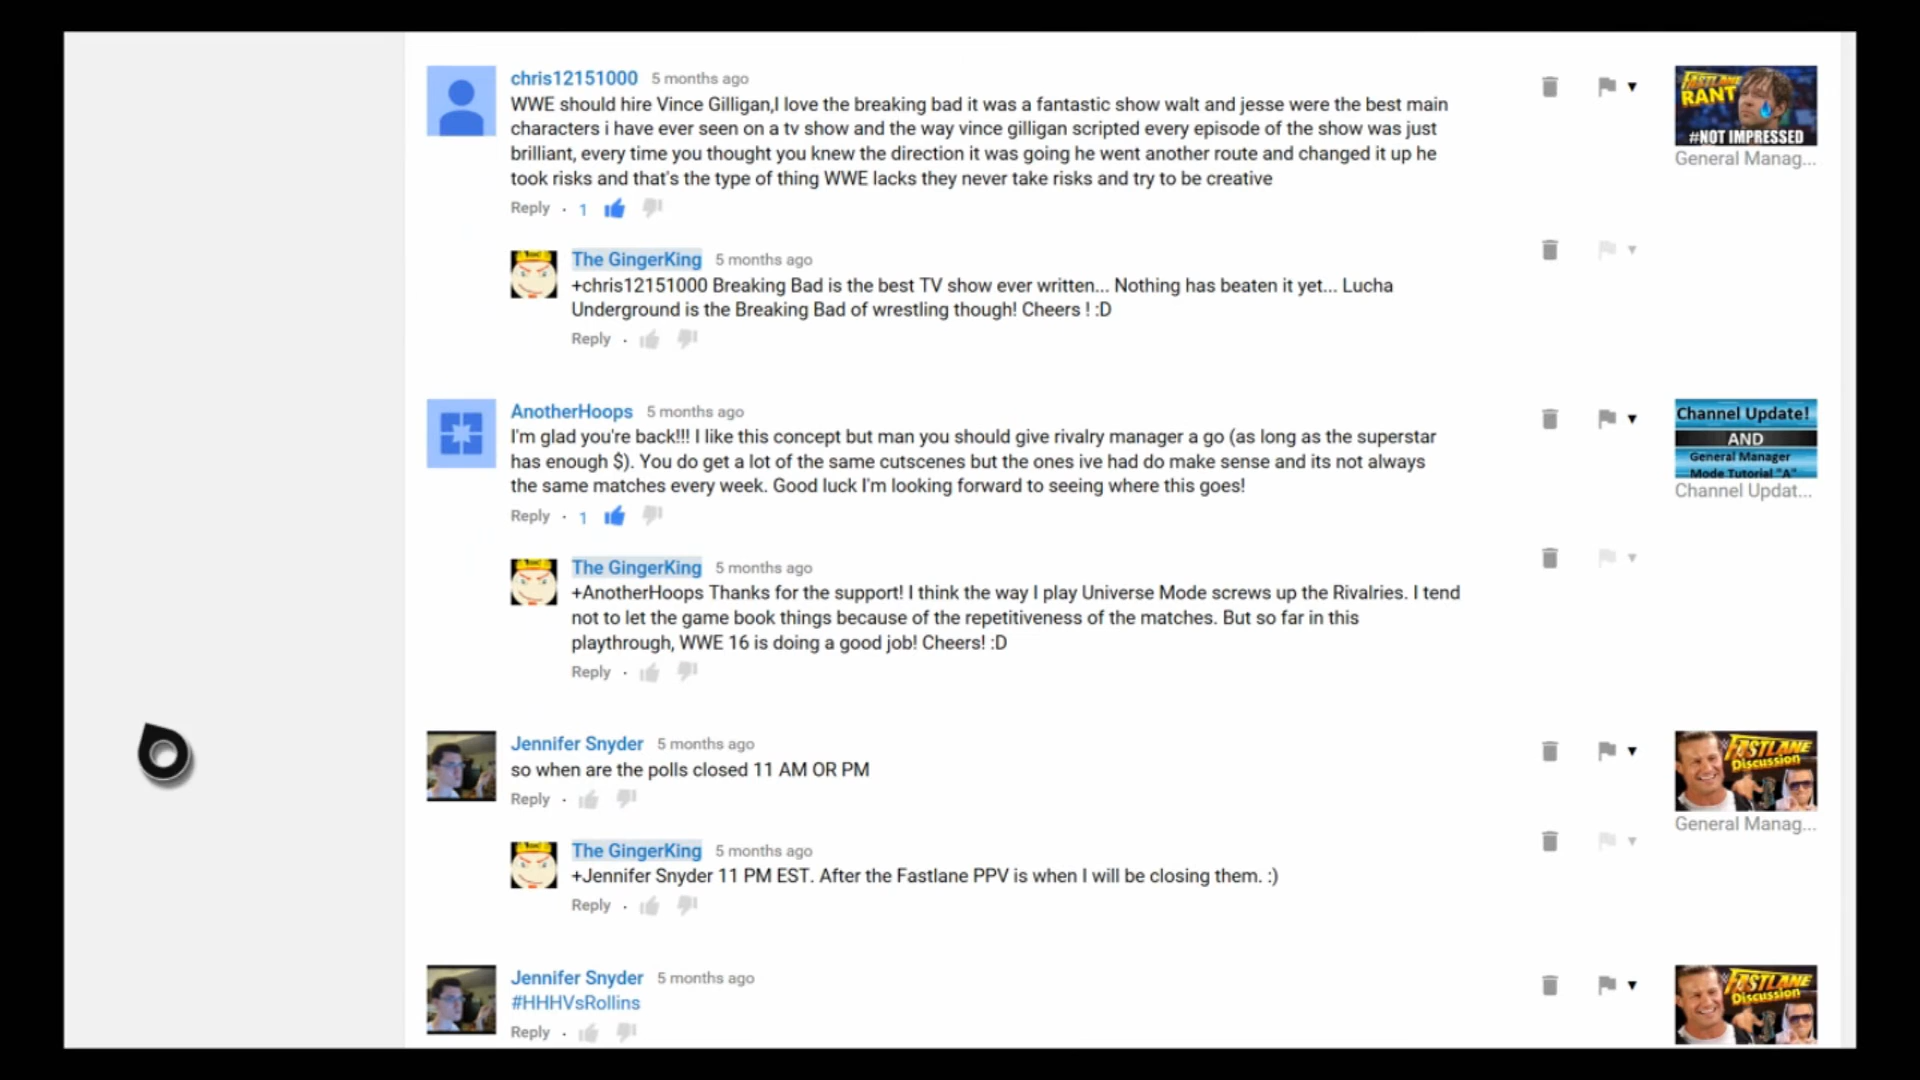 chris12151000 5 months ago
WWE should hire Vince Gilligan,I love the breaking bad it was a fantastic show walt and jesse were the best main
characters i have ever seen on a tv show and the way vince gilligan scripted every episode of the show was just
brilliant, every time you thought you knew the direction it was going he went another route and changed it up he
took risks and that's the type of thing WWE lacks they never take risks and try to be creative
Reply · 1
FASTLANE
RANT
#NOT IMPRESSED
General Manag...
The GingerKing 5 months ago
+chris12151000 Breaking Bad is the best TV show ever written... Nothing has beaten it yet... Lucha
Underground is the Breaking Bad of wrestling though! Cheers ! :D
Reply ·
AnotherHoops 5 months ago
I'm glad you're back!!! I like this concept but man you should give rivalry manager a go (as long as the superstar
has enough $). You do get a lot of the same cutscenes but the ones ive had do make sense and its not always
the same matches every week. Good luck I'm looking forward to seeing where this goes!
Reply · 1
Channel Update!
AND
General Manager
Mode Tutorial "A"
Channel Updat...
The GingerKing 5 months ago
+AnotherHoops Thanks for the support! I think the way I play Universe Mode screws up the Rivalries. I tend
not to let the game book things because of the repetitiveness of the matches. But so far in this
playthrough, WWE 16 is doing a good job! Cheers! :D
Reply ·
Jennifer Snyder 5 months ago
so when are the polls closed 11 AM OR PM
Reply ·
FASTLANE
Discussion
General Manag...
The GingerKing 5 months ago
+Jennifer Snyder 11 PM EST. After the Fastlane PPV is when I will be closing them. :)
Reply ·
Jennifer Snyder 5 months ago
#HHHVsRollins
Reply ·
FASTLANE
Discussion